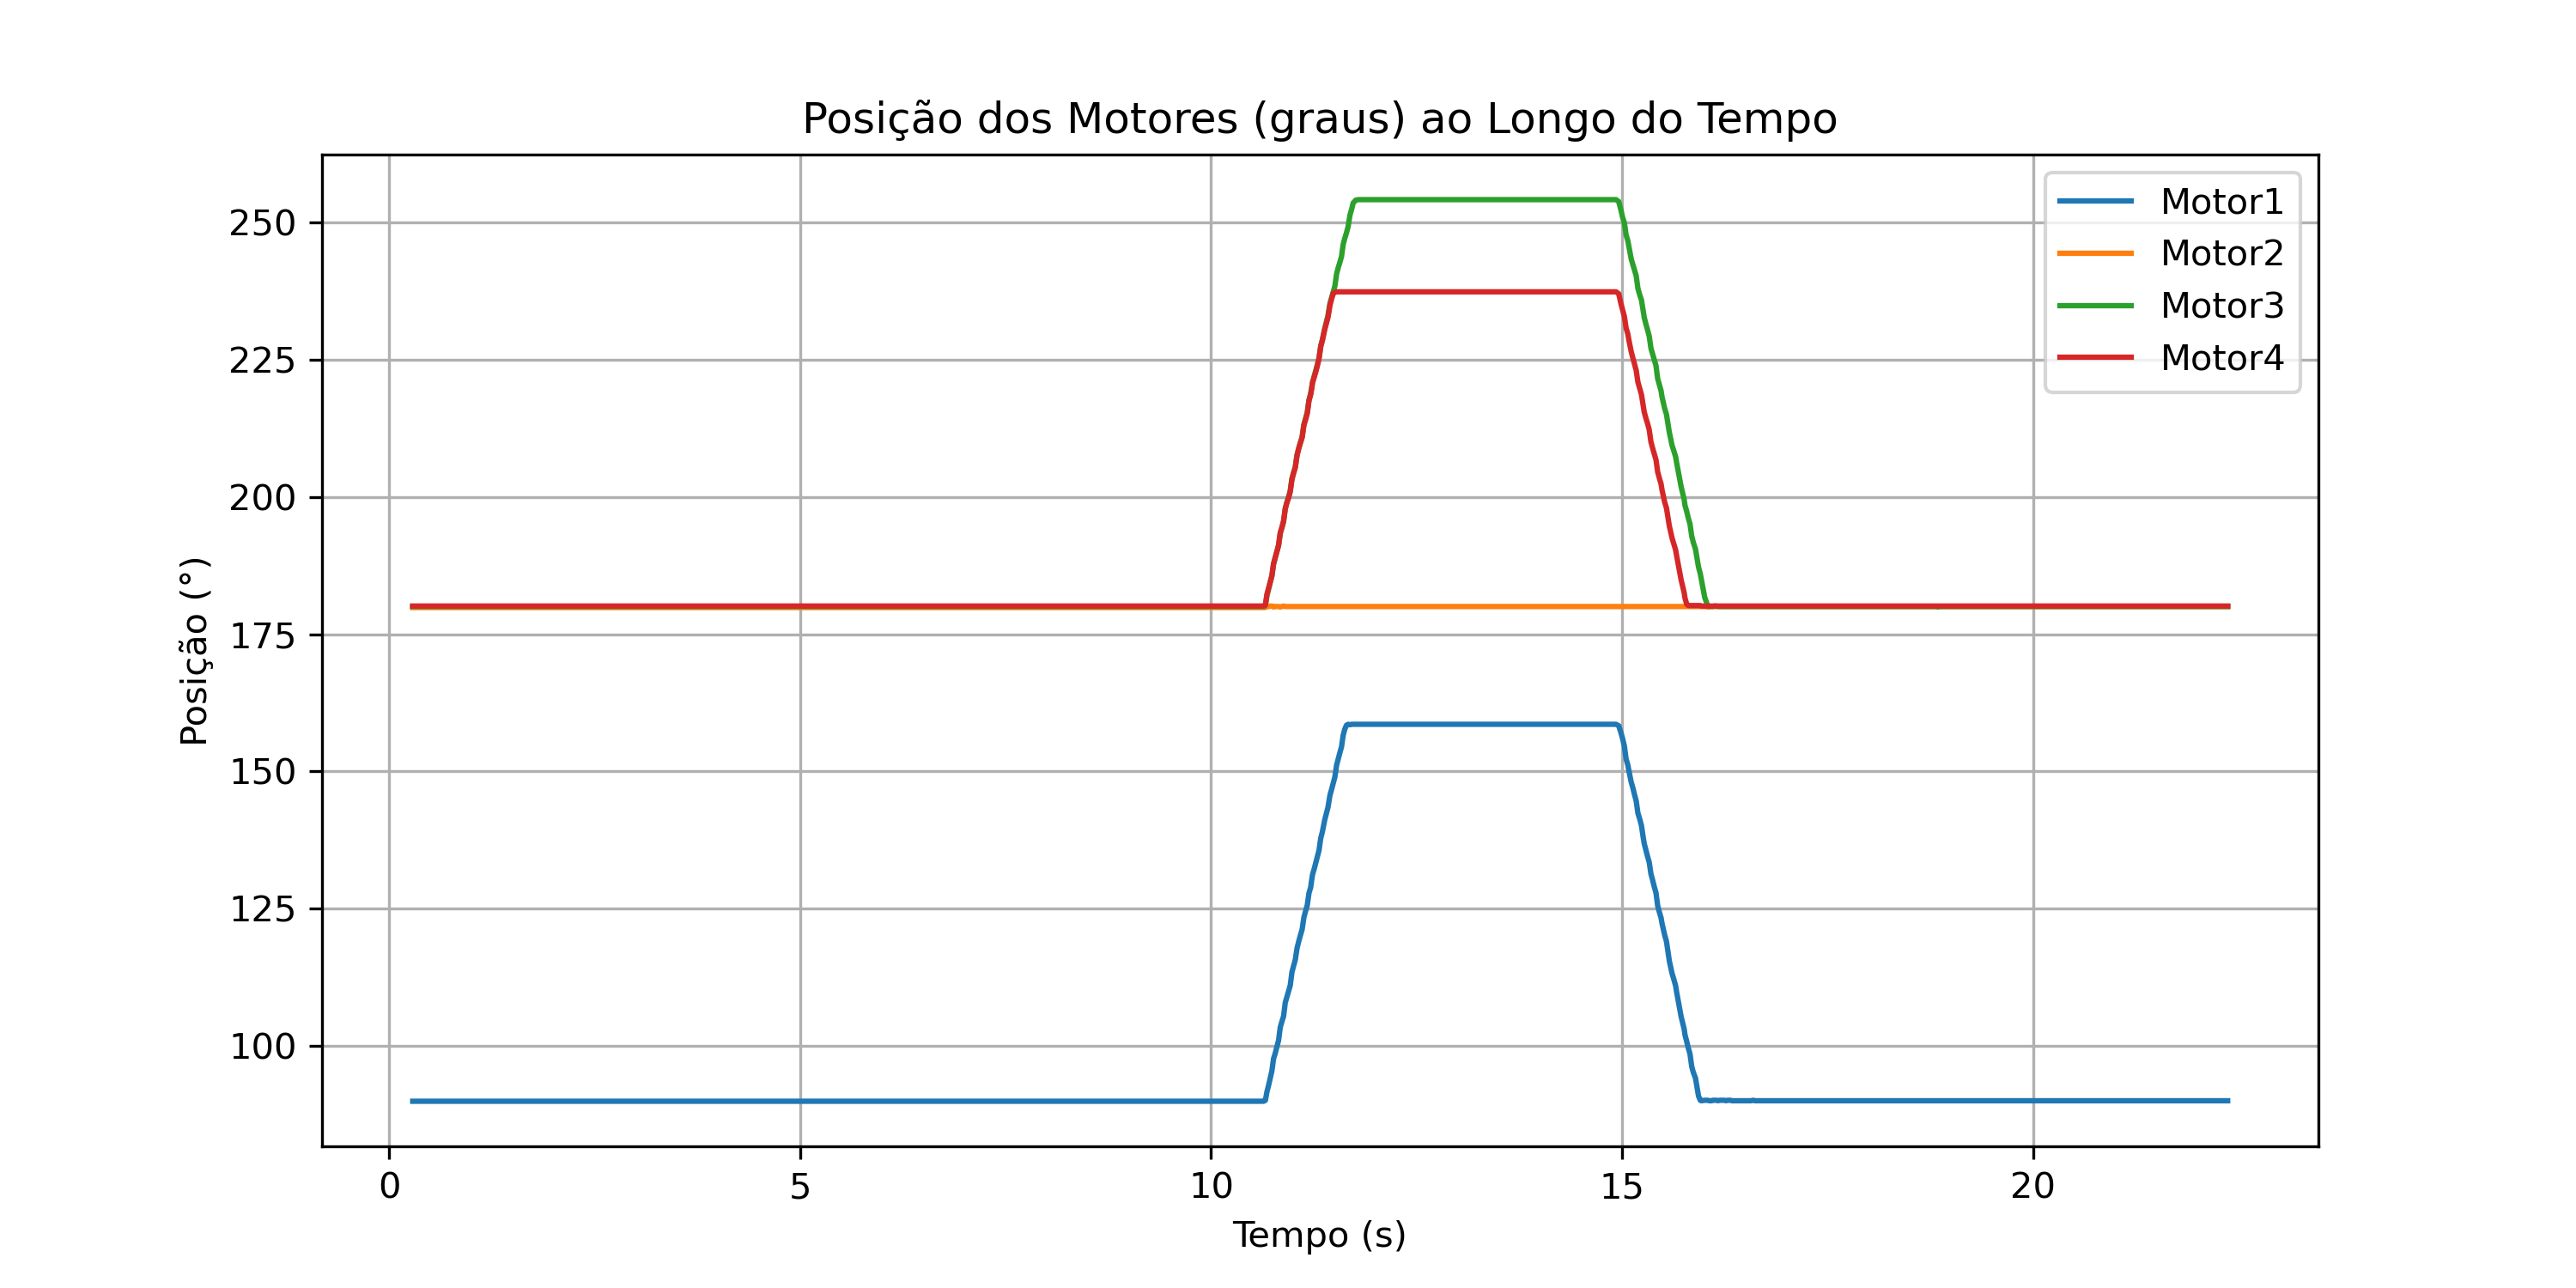 Posição dos Motores (graus) ao Longo do Tempo
Motor1
Motor2
Motor3
Motor4
Posição (°)
250
225
200
175
150
125
100
0 5 10 15 20
Tempo (s)